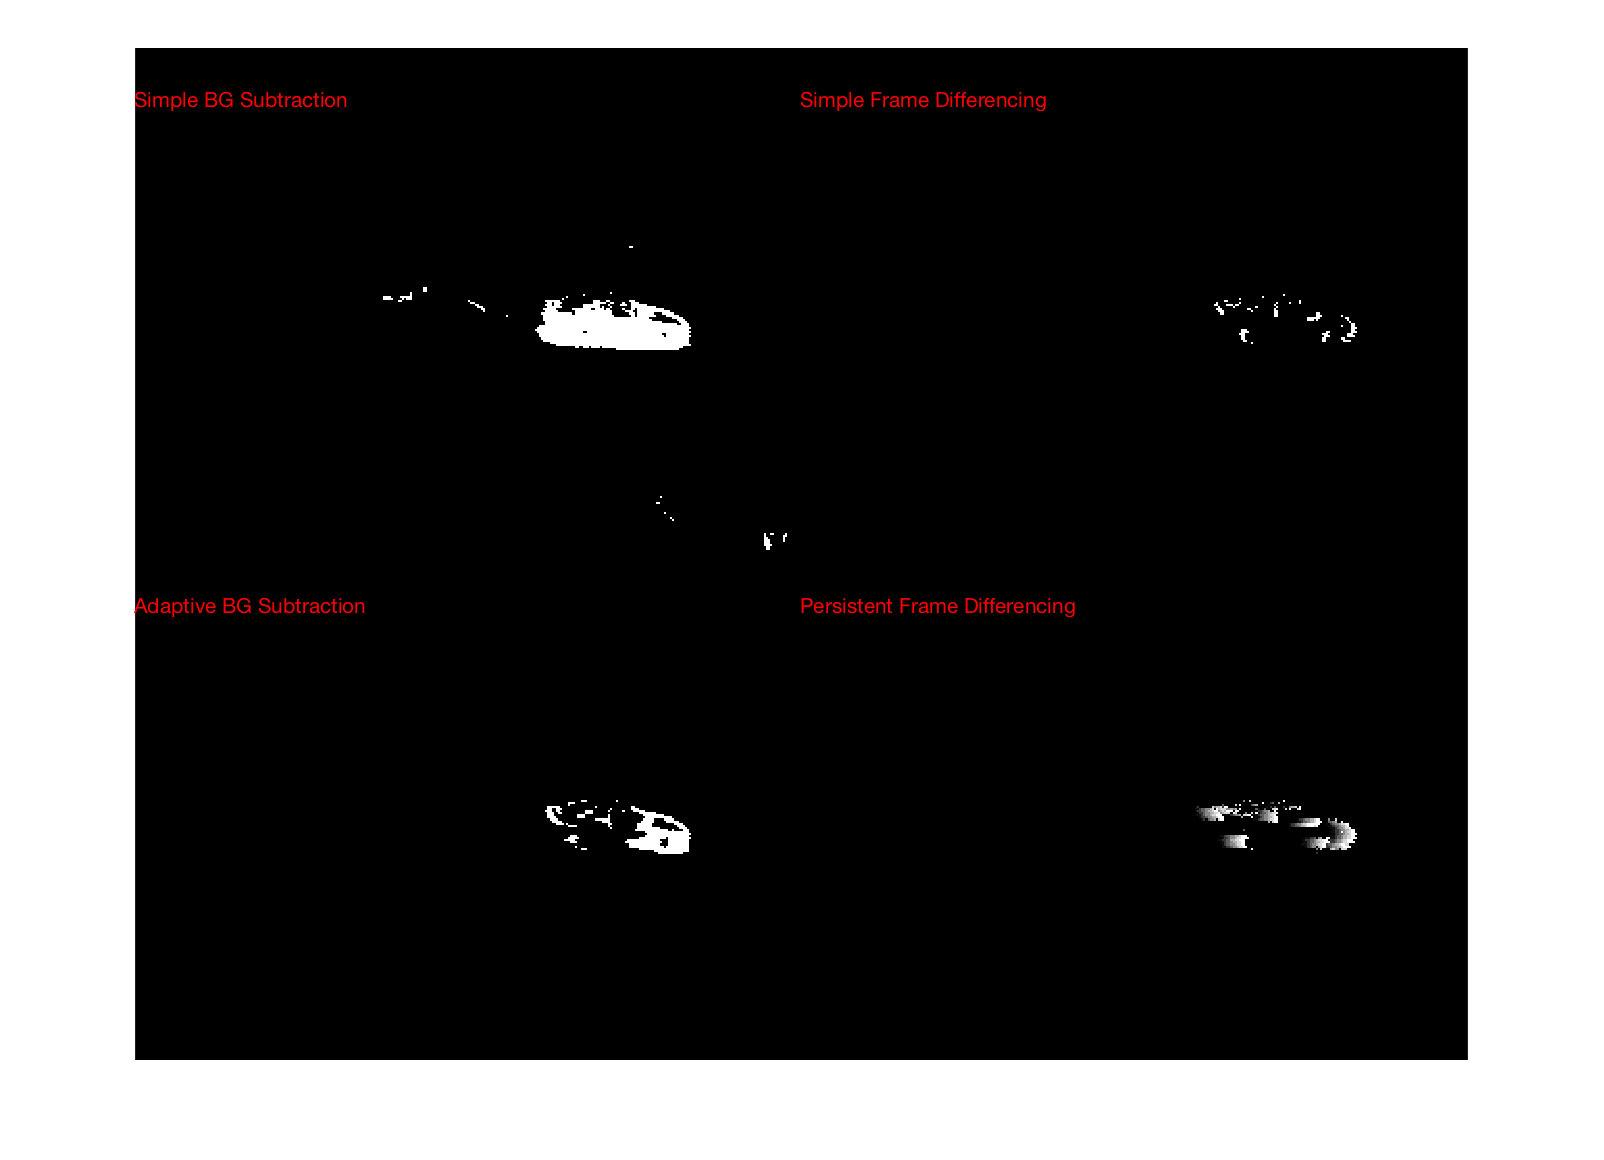 Simple BG Subtraction
Simple Frame Differencing
Adaptive BG Subtraction
Persistent Frame Differencing